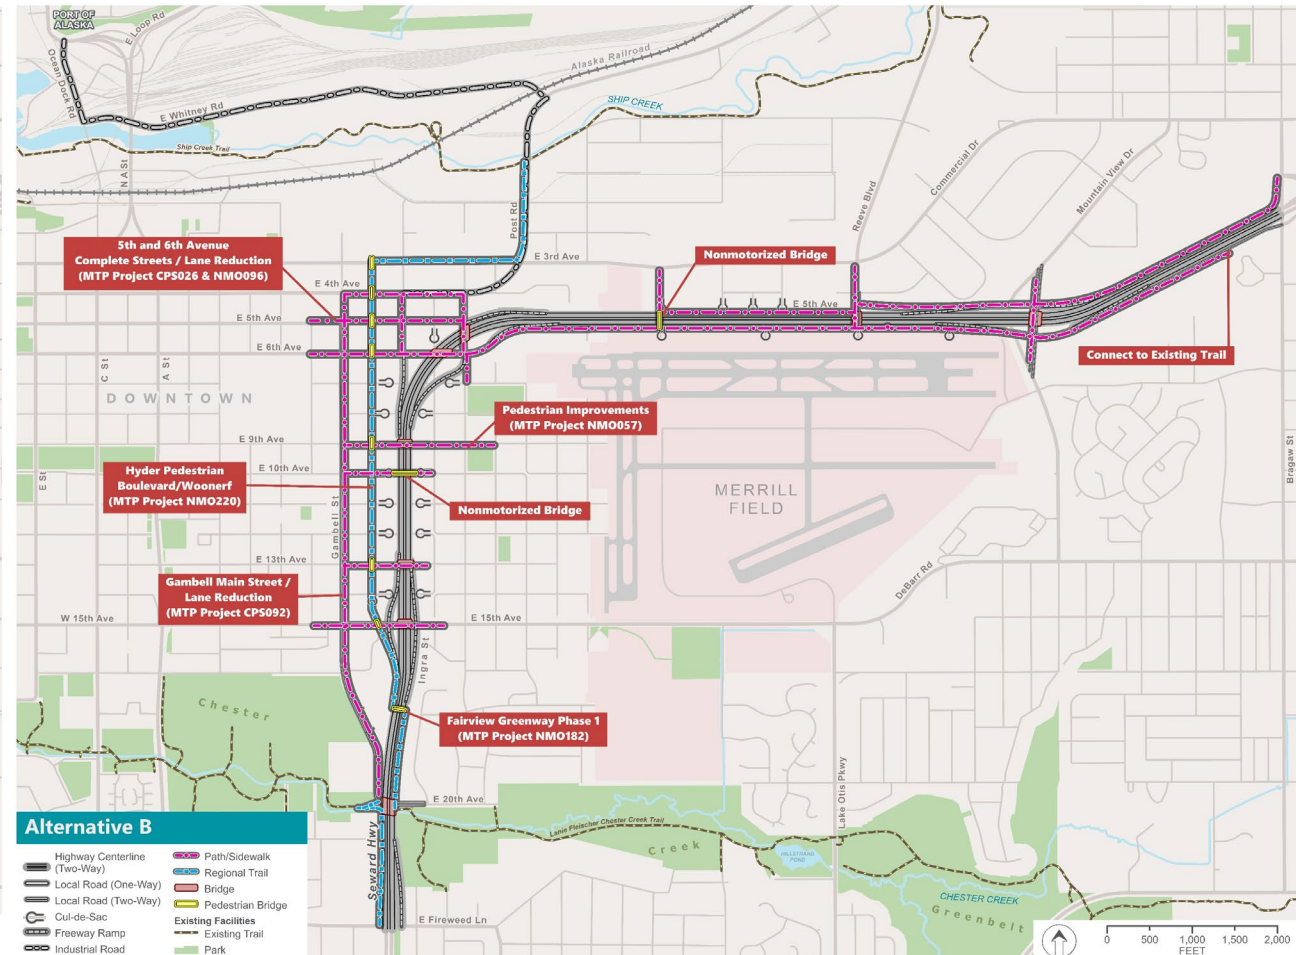 PORT OF
ALASKA
E Loop Rd
Ocean Dock Rd
Alaska Railroad
E Whitney Rd
SHIP CREEK
Ship Creek Trail
N A St
Commercial Dr
Mountain View Dr
Reeve Blvd
Post Rd
5th and 6th Avenue
Complete Streets / Lane Reduction
(MTP Project CPS026 & NMO096)
E 3rd Ave
Nonmotorized Bridge
E 4th Ave
E 5th Ave
E 5th Ave
E 6th Ave
Connect to Existing Trail
C St
A St
DOWNTOWN
Pedestrian Improvements
(MTP Project NMO057)
E 9th Ave
Bragaw St
Hyder Pedestrian
Boulevard/Woonerf
(MTP Project NMO220)
E 10th Ave
E St
MERRILL
FIELD
Nonmotorized Bridge
Gambell St
E 13th Ave
Gambell Main Street /
Lane Reduction
(MTP Project CPS092)
DeBarr Rd
W 15th Ave
E 15th Ave
Ingra St
Chester
Fairview Greenway Phase 1
(MTP Project NMO182)
Lake Otis Pkwy
E 20th Ave
Lanie Fleischer Chester Creek Trail
Creek
HILLSTRAND
POND
Seward Hwy
CHESTER CREEK
Greenbelt
E Fireweed Ln
Alternative B
Highway Centerline
(Two-Way)
Local Road (One-Way)
Local Road (Two-Way)
Cul-de-Sac
Freeway Ramp
Industrial Road
Path/Sidewalk
Regional Trail
Bridge
Pedestrian Bridge
Existing Facilities
Existing Trail
Park
0 500 1,000 1,500 2,000
FEET